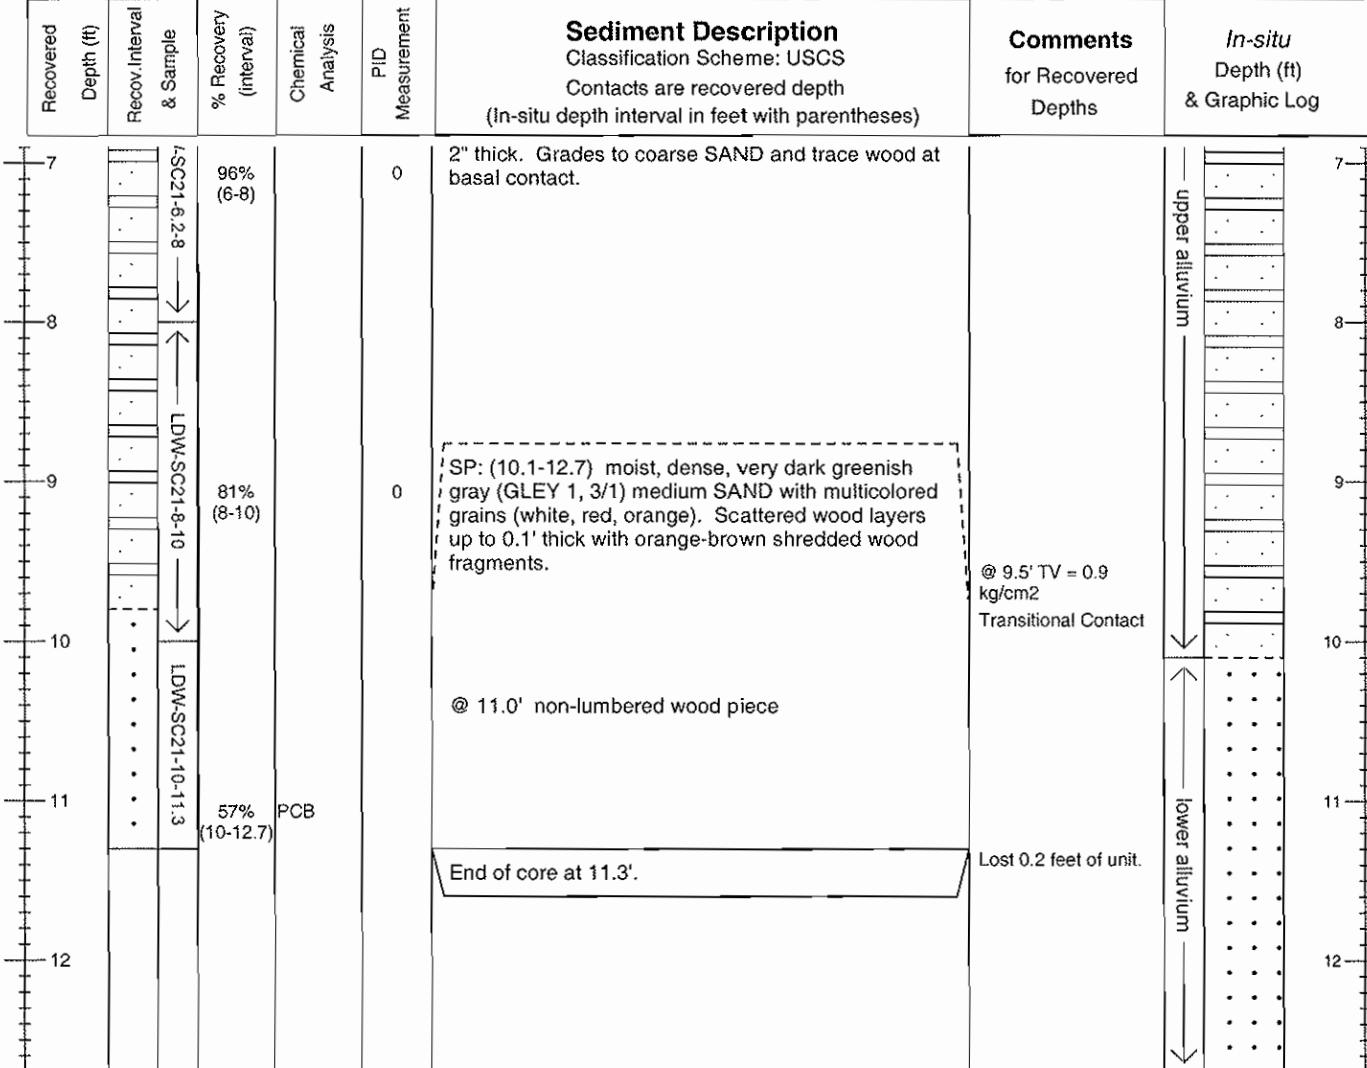 Recovered
Depth (ft)
Recov.Interval
& Sample
% Recovery
(interval)
Chemical
Analysis
PID
Measurement
Sediment Description
Classification Scheme: USCS
Contacts are recovered depth
(In-situ depth interval in feet with parentheses)
Comments
for Recovered
Depths
In-situ
Depth (ft)
& Graphic Log
7
-SC21-6.2-8
96%
(6-8)
0
2" thick. Grades to coarse SAND and trace wood at
basal contact.
upper alluvium
7
8
8
LDW-SC21-8-10
9
81%
(8-10)
0
SP: (10.1-12.7) moist, dense, very dark greenish
gray (GLEY 1, 3/1) medium SAND with multicolored
grains (white, red, orange). Scattered wood layers
up to 0.1' thick with orange-brown shredded wood
fragments.
9
@ 9.5' TV = 0.9
kg/cm2
Transitional Contact
10
10
LDW-SC21-10-11.3
@ 11.0' non-lumbered wood piece
11
57%
(10-12.7)
PCB
lower alluvium
11
End of core at 11.3'.
Lost 0.2 feet of unit.
12
12